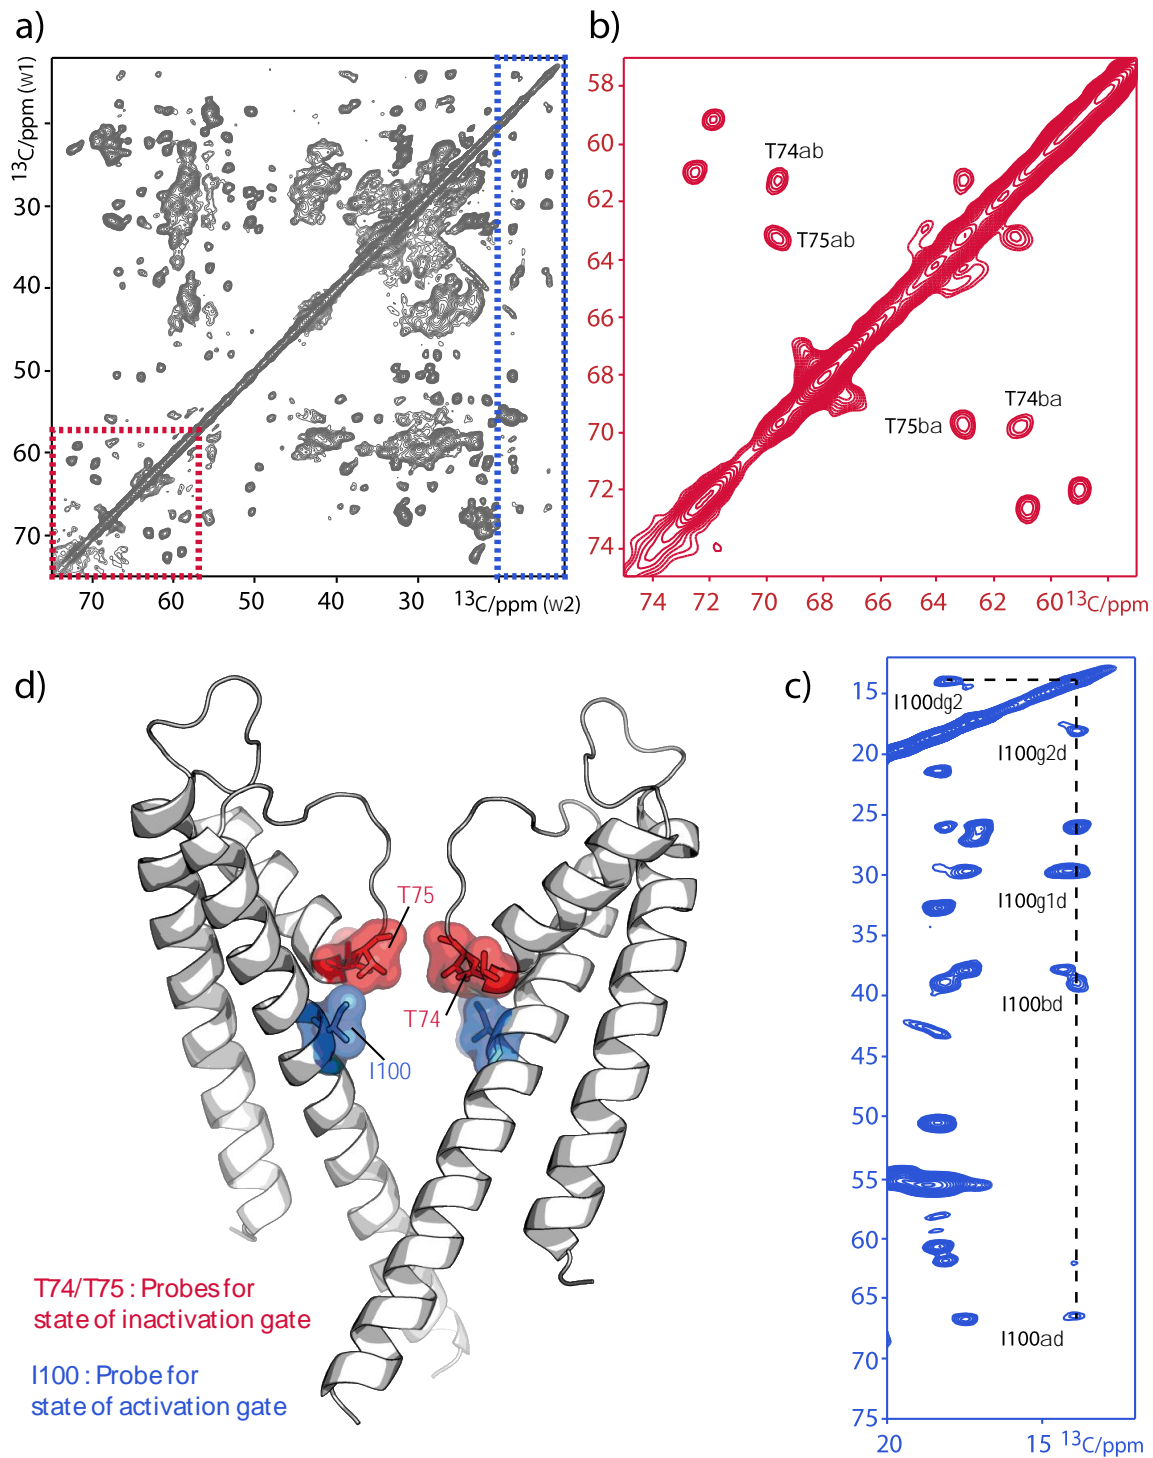 a)
13C/ppm (w1)
30
40
50
60
70
70
60
50
40
30
13C/ppm (w2)
b)
58
60
62
64
66
68
70
72
74
T74ab
T75ab
T74ba
T75ba
74
72
70
68
66
64
62
60
13C/ppm
d)
T75
T74
I100
T74/T75 : Probes for
state of inactivation gate
I100 : Probe for
state of activation gate
c)
15
20
25
30
35
40
45
50
55
60
65
70
75
I100dg2
I100g2d
I100g1d
I100bd
I100ad
20
15
13C/ppm